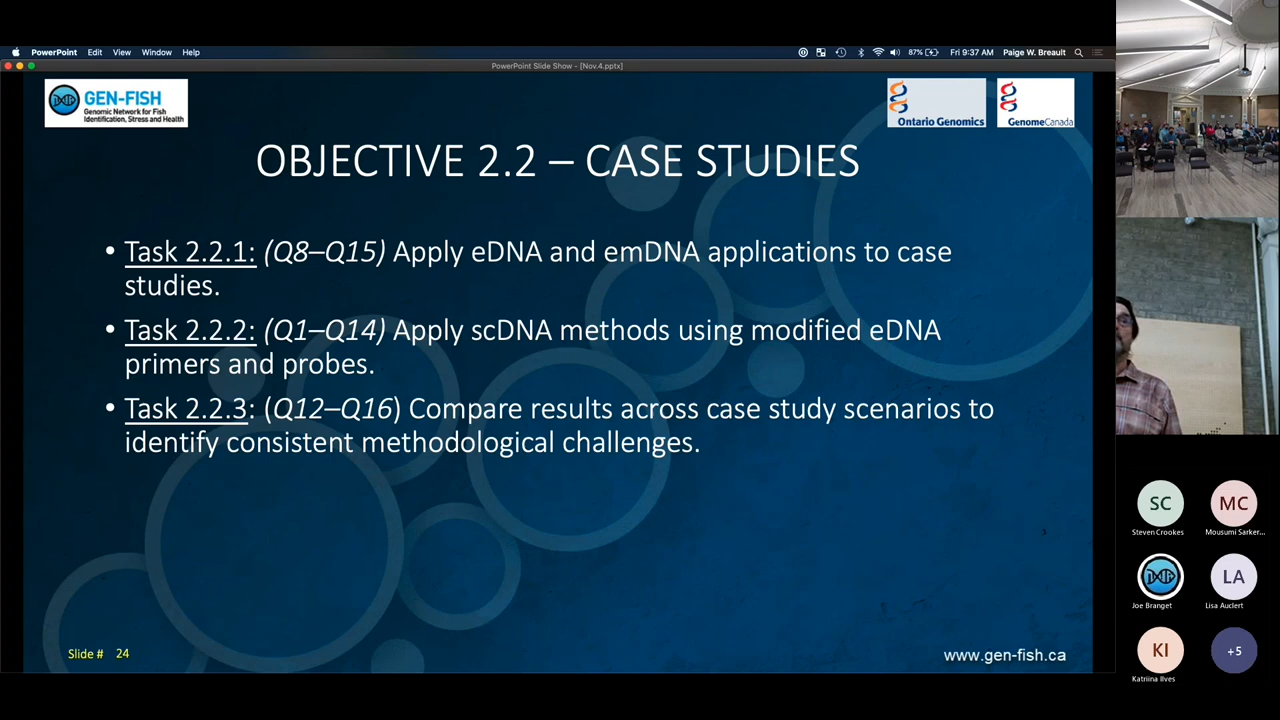 PowerPoint Edit View Window Help
87% Fri 9:37 AM Paige W. Breault
PowerPoint Slide Show - [Nov.4.pptx]
GEN-FISH
Genomic Network for Fish
Identification, Stress and Health
Ontario Genomics
GenomeCanada
OBJECTIVE 2.2 – CASE STUDIES
• Task 2.2.1: (Q8–Q15) Apply eDNA and emDNA applications to case
studies.
• Task 2.2.2: (Q1–Q14) Apply scDNA methods using modified eDNA
primers and probes.
• Task 2.2.3: (Q12–Q16) Compare results across case study scenarios to
identify consistent methodological challenges.
Slide # 24
www.gen-fish.ca
SC
Steven Crookes
MC
Mousumi Sarker...
Joe Branget
LA
Lisa Auclert
KI
Katriina Ilves
+5